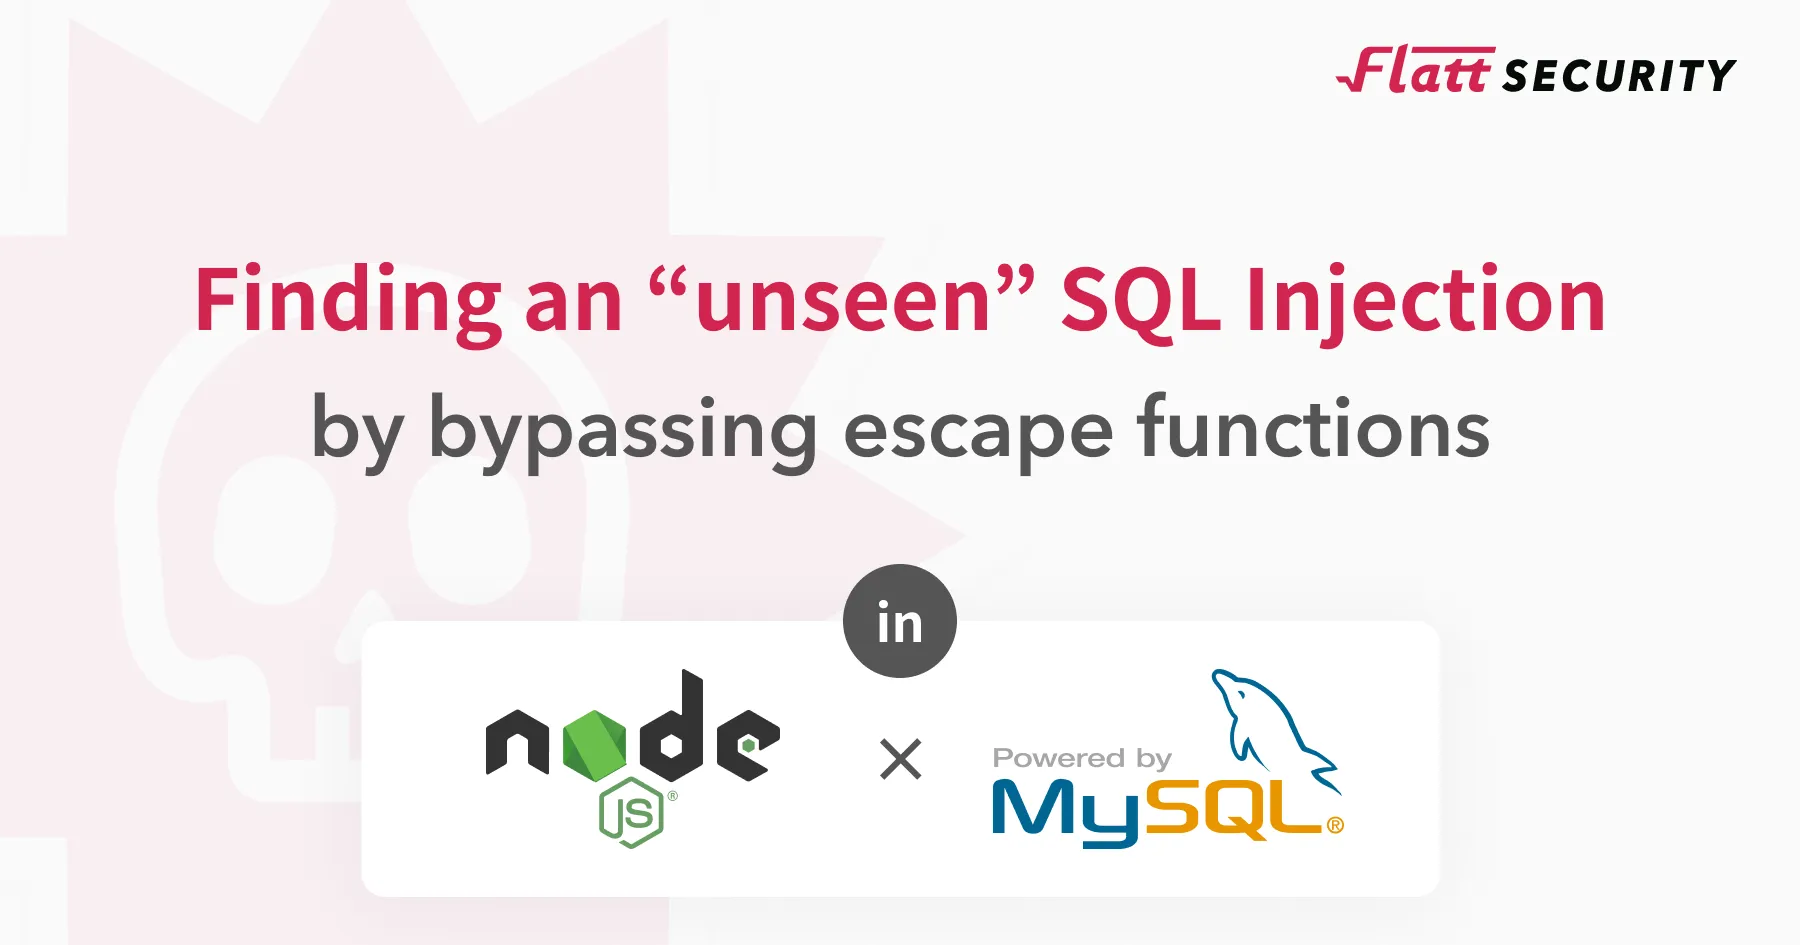 Flatt SECURITY
Finding an “unseen” SQL Injection
by bypassing escape functions
in
node
JS®
×
Powered by
MySQL®